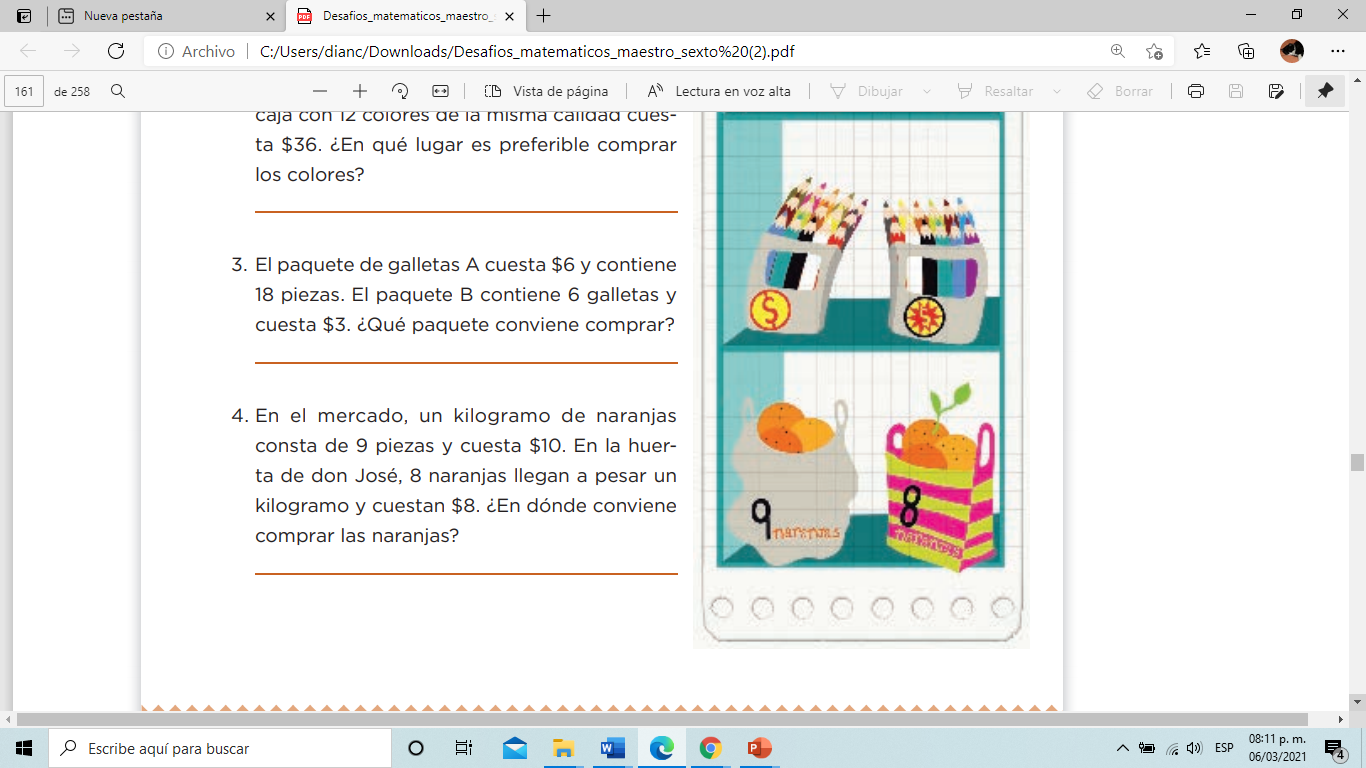 Nueva pestaña
Desafios_matematicos_maestro_s
Archivo
C:/Users/dianc/Downloads/Desafios_matematicos_maestro_sexto%20(2).pdf
161
de 258
Vista de página
Lectura en voz alta
Dibujar
Resaltar
Borrar
caja con 12 colores de la misma calidad cues-
ta $36. ¿En qué lugar es preferible comprar
los colores?
3. El paquete de galletas A cuesta $6 y contiene
18 piezas. El paquete B contiene 6 galletas y
cuesta $3. ¿Qué paquete conviene comprar?
4. En el mercado, un kilogramo de naranjas
consta de 9 piezas y cuesta $10. En la huer-
ta de don José, 8 naranjas llegan a pesar un
kilogramo y cuestan $8. ¿En dónde conviene
comprar las naranjas?
$
9
naranjas
8
naranjas
Escribe aquí para buscar
ESP
08:11 p. m.
06/03/2021
4